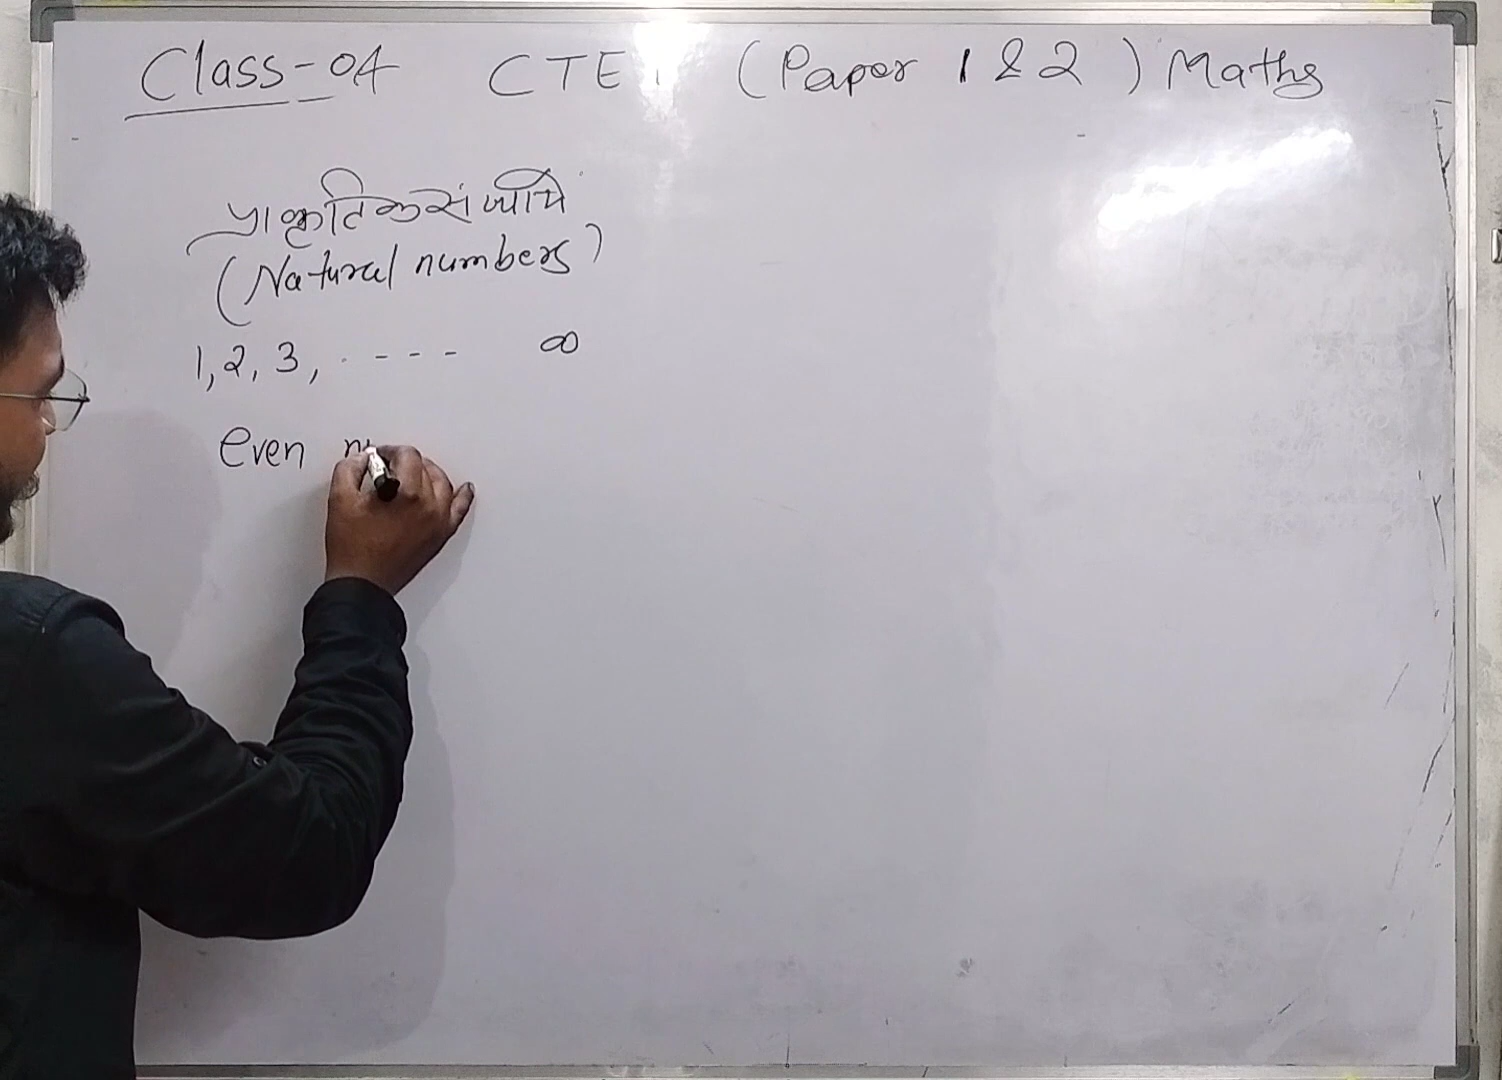 Class-04 CTET (Paper 1 & 2) Maths
प्राकृतिक संख्यायें
(Natural numbers)
1, 2, 3, ----- ∞
Even